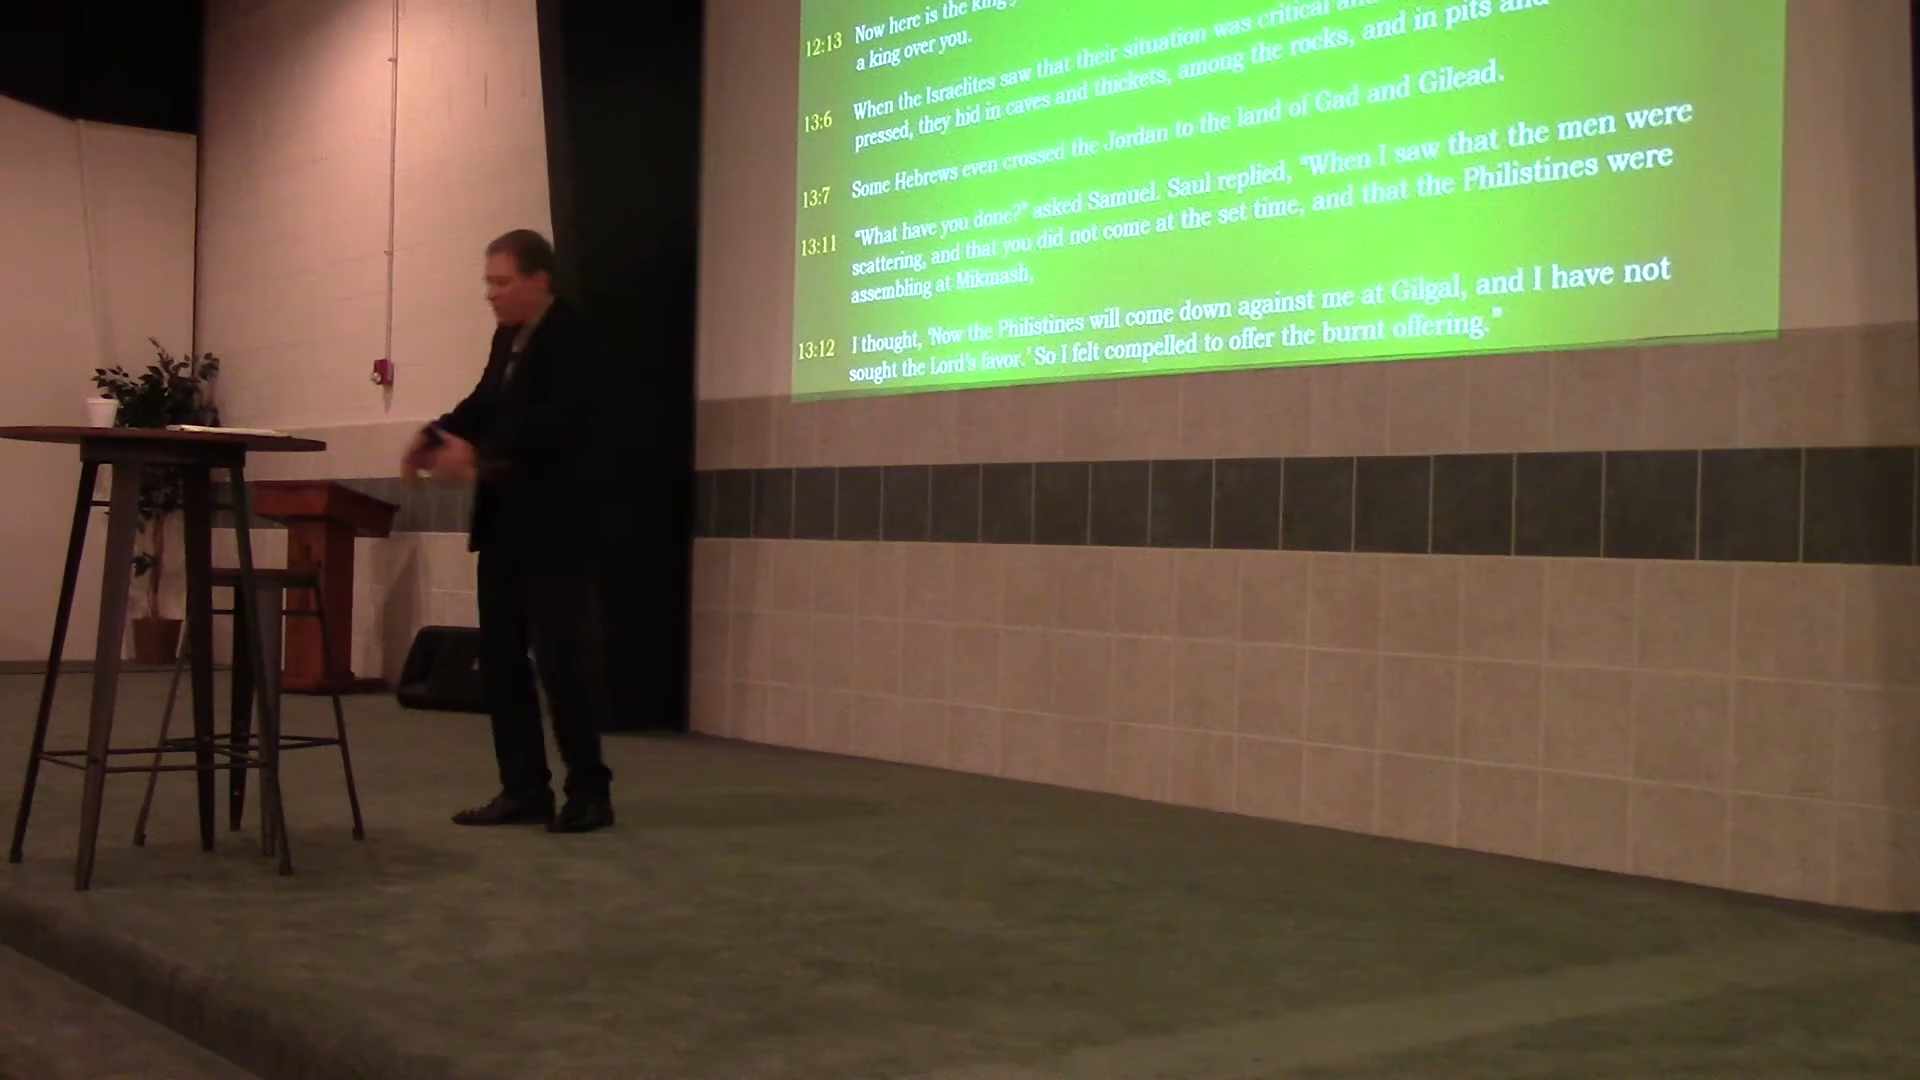 12:13 Now here is the king
a king over you.
13:6 When the Israelites saw that their situation was critical
pressed, they hid in caves and thickets, among the rocks, and in pits and
13:7 Some Hebrews even crossed the Jordan to the land of Gad and Gilead.
13:11 “What have you done?” asked Samuel. Saul replied, “When I saw that the men were
scattering, and that you did not come at the set time, and that the Philistines were
assembling at Mikmash,
13:12 I thought, ‘Now the Philistines will come down against me at Gilgal, and I have not
sought the Lord’s favor.’ So I felt compelled to offer the burnt offering.”